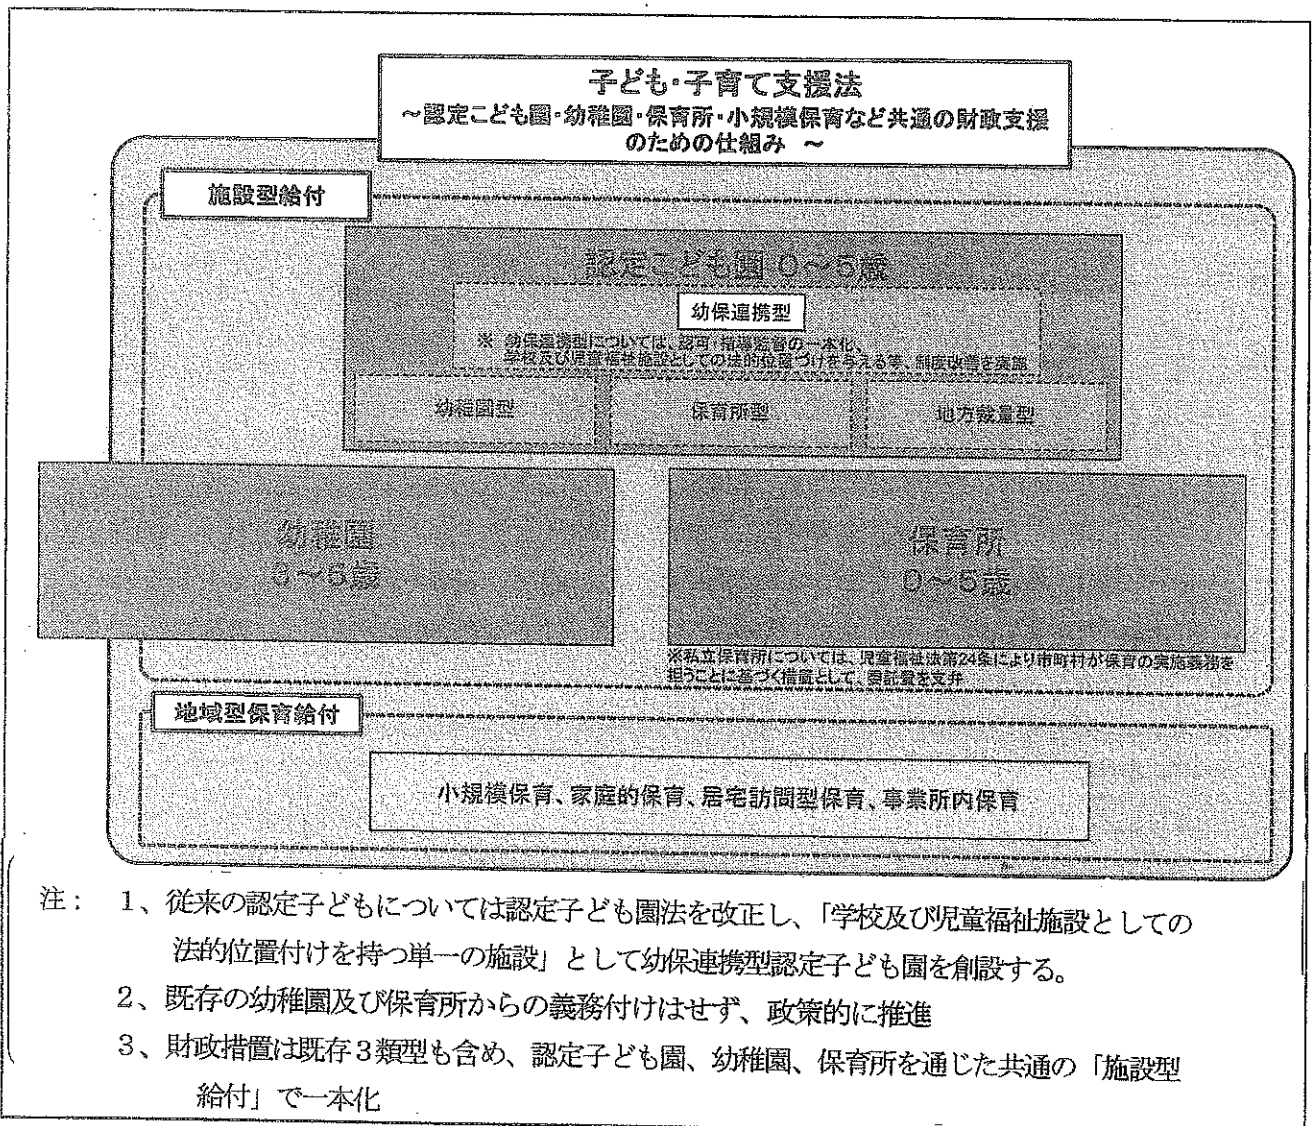 子ども・子育て支援法
～認定こども園・幼稚園・保育所・小規模保育など共通の財政支援
のための仕組み ～
施設型給付
認定こども園 0～5歳
幼保連携型
※ 幼保連携型については、認可・指導監督の一本化、
学校及び児童福祉施設としての法的位置づけを与える等、制度改善を実施
幼稚園型
保育所型
地方裁量型
幼稚園
3～5歳
保育所
0～5歳
※私立保育所については、児童福祉法第24条により市町村が保育の実施義務を
担うことに基づく措置として、委託費を支弁
地域型保育給付
小規模保育、家庭的保育、居宅訪問型保育、事業所内保育
注： 1、従来の認定子どもについては認定子ども園法を改正し、「学校及び児童福祉施設としての
法的位置付けを持つ単一の施設」として幼保連携型認定子ども園を創設する。
2、既存の幼稚園及び保育所からの義務付けはせず、政策的に推進
3、財政措置は既存3類型も含め、認定子ども園、幼稚園、保育所を通じた共通の「施設型
給付」で一本化